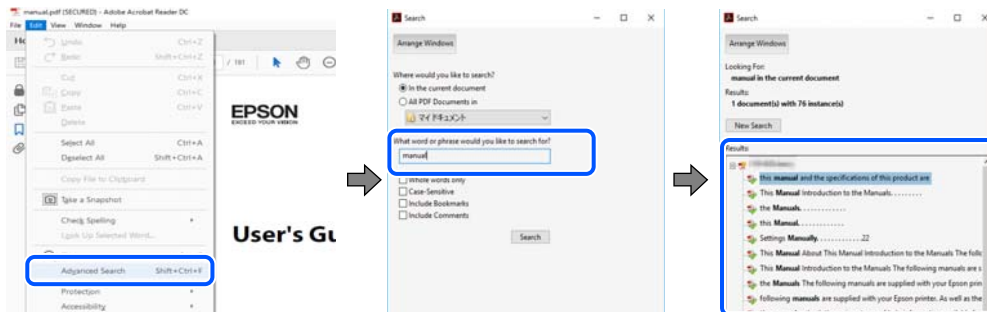 manual.pdf (SECURED) - Adobe Acrobat Reader DC
File Edit View Window Help
Undo Ctrl+Z
Redo Shift+Ctrl+Z
Cut Ctrl+X
Copy Ctrl+C
Paste Ctrl+V
Delete
Select All Ctrl+A
Deselect All Shift+Ctrl+A
Copy File to Clipboard
Take a Snapshot
Check Spelling
Look Up Selected Word...
Advanced Search Shift+Ctrl+F
Protection
Accessibility
/ 191
EPSON
EXCEED YOUR VISION
User's Gu
Search
Arrange Windows
Where would you like to search?
In the current document
All PDF Documents in
マイ ドキュメント
What word or phrase would you like to search for?
manual
Whole words only
Case-Sensitive
Include Bookmarks
Include Comments
Search
Search
Arrange Windows
Looking For:
manual in the current document
Results:
1 document(s) with 76 instance(s)
New Search
Results:
this manual and the specifications of this product are
This Manual Introduction to the Manuals. . . . . . . . .
the Manuals. . . . . . . . . . . . .
this Manual. . . . . . . . . . . . .
Settings Manually. . . . . . . . . . . . .22
This Manual About This Manual Introduction to the Manuals The follo
This Manual Introduction to the Manuals The following manuals are s
the Manuals The following manuals are supplied with your Epson prin
following manuals are supplied with your Epson printer. As well as the